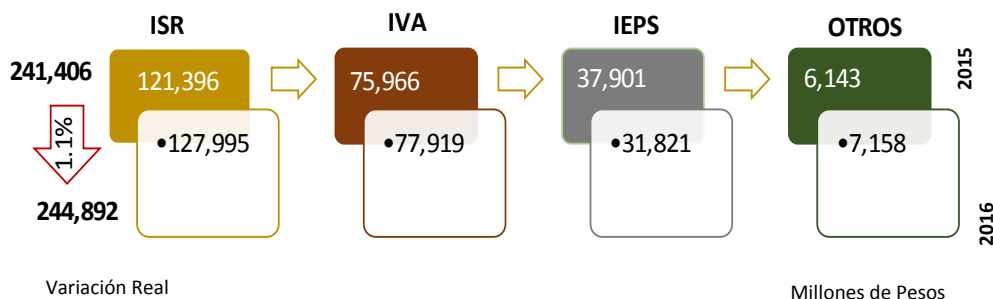 ISR
IVA
IEPS
OTROS
241,406
121,396
75,966
37,901
6,143
2015
1.1%
•127,995
•77,919
•31,821
•7,158
244,892
2016
Variación Real
Millones de Pesos